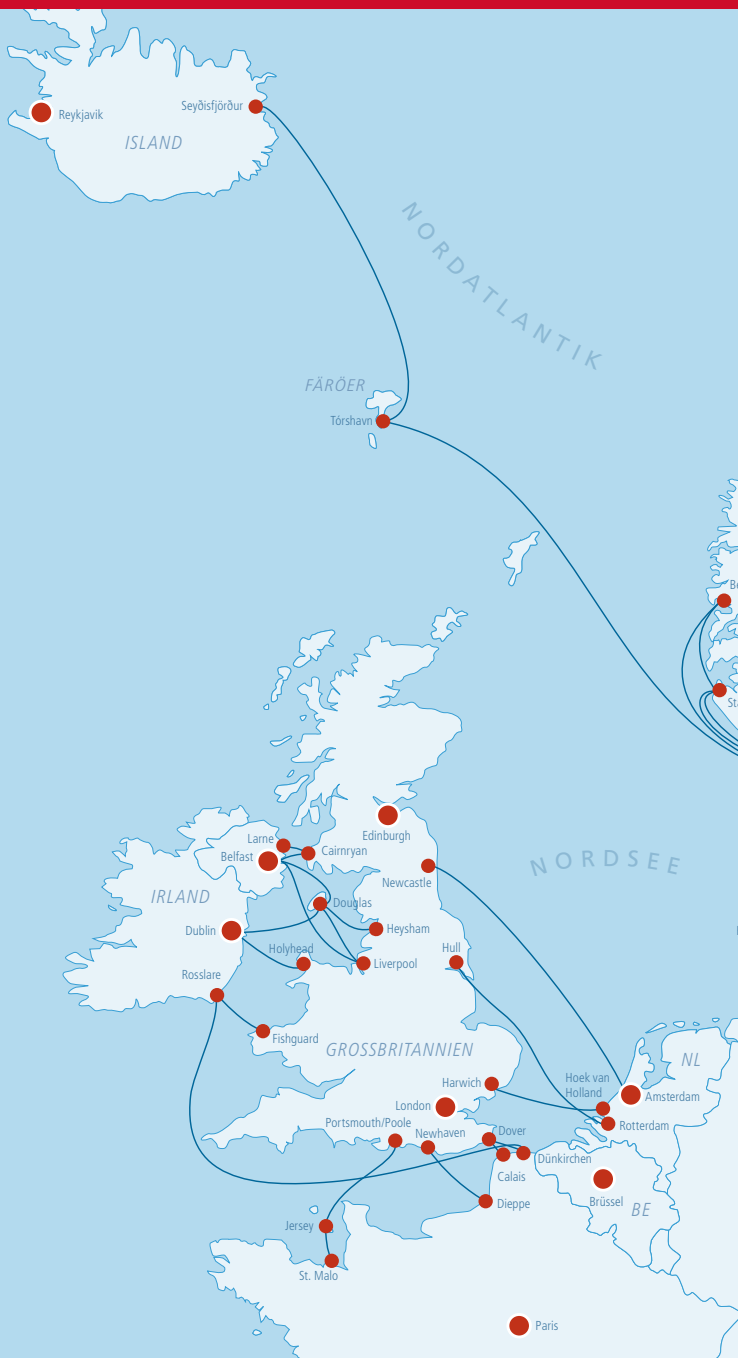 Seyðisfjörður
Reykjavik
ISLAND
NORDATLANTIK
FÄRÖER
Tórshavn
Edinburgh
Larne
Cairnryan
Belfast
NORDSEE
Newcastle
IRLAND
Douglas
Dublin
Heysham
Holyhead
Hull
Liverpool
Rosslare
Fishguard
GROSSBRITANNIEN
NL
Hoek van
Holland
Harwich
Amsterdam
London
Portsmouth/Poole
Newhaven
Dover
Rotterdam
Dünkirchen
Calais
Brüssel
BE
Dieppe
Jersey
St. Malo
Paris